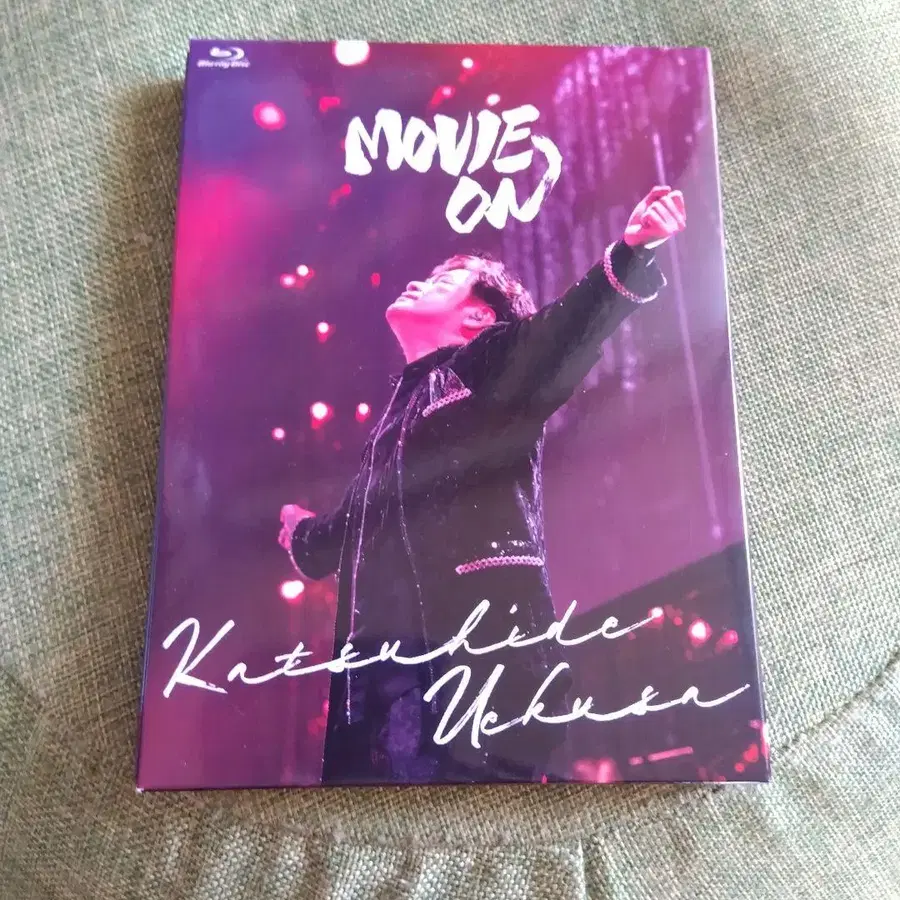 Blu-ray Disc
MOVIE
ON
Katsuhide
Uekusa